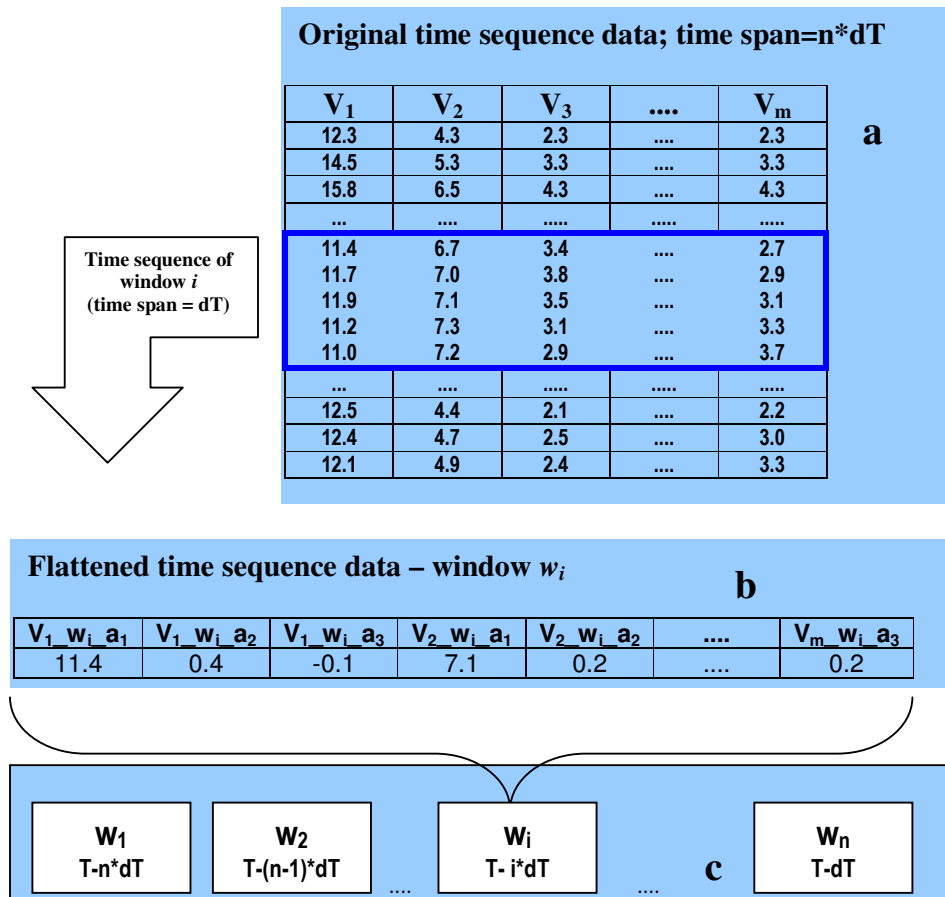 Original time sequence data; time span=n*dT
V1 V2 V3 .... Vm
12.3 4.3 2.3 .... 2.3
a
14.5 5.3 3.3 .... 3.3
15.8 6.5 4.3 .... 4.3
... .... ..... ..... .....
11.4 6.7 3.4 .... 2.7
11.7 7.0 3.8 .... 2.9
11.9 7.1 3.5 .... 3.1
11.2 7.3 3.1 .... 3.3
11.0 7.2 2.9 .... 3.7
... .... ..... ..... .....
12.5 4.4 2.1 .... 2.2
12.4 4.7 2.5 .... 3.0
12.1 4.9 2.4 .... 3.3
Time sequence of
window i
(time span = dT)
Flattened time sequence data – window wi
b
V1_wi_a1 V1_wi_a2 V1_wi_a3 V2_wi_a1 V2_wi_a2 .... Vm_wi_a3
11.4 0.4 -0.1 7.1 0.2 .... 0.2
w1 w2 wi wn
T-n*dT T-(n-1)*dT .... T- i*dT .... c T-dT